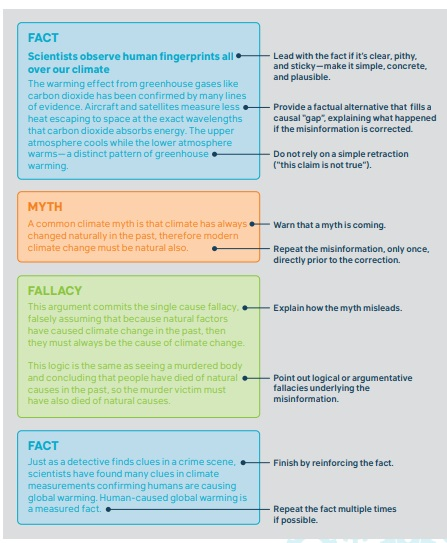 FACT
Scientists observe human fingerprints all
over our climate
The warming effect from greenhouse gases like
carbon dioxide has been confirmed by many lines
of evidence. Aircraft and satellites measure less
heat escaping to space at the exact wavelengths
that carbon dioxide absorbs energy. The upper
atmosphere cools while the lower atmosphere
warms—a distinct pattern of greenhouse
warming.
Lead with the fact if it's clear, pithy,
and sticky—make it simple, concrete,
and plausible.
Provide a factual alternative that fills a
causal "gap", explaining what happened
if the misinformation is corrected.
Do not rely on a simple retraction
("this claim is not true").
MYTH
A common climate myth is that climate has always
changed naturally in the past, therefore modern
climate change must be natural also.
Warn that a myth is coming.
Repeat the misinformation, only once,
directly prior to the correction.
FALLACY
This argument commits the single cause fallacy,
falsely assuming that because natural factors
have caused climate change in the past, then
they must always be the cause of climate change.
This logic is the same as seeing a murdered body
and concluding that people have died of natural
causes in the past, so the murder victim must
have also died of natural causes.
Explain how the myth misleads.
Point out logical or argumentative
fallacies underlying the
misinformation.
FACT
Just as a detective finds clues in a crime scene,
scientists have found many clues in climate
measurements confirming humans are causing
global warming. Human-caused global warming is
a measured fact.
Finish by reinforcing the fact.
Repeat the fact multiple times
if possible.